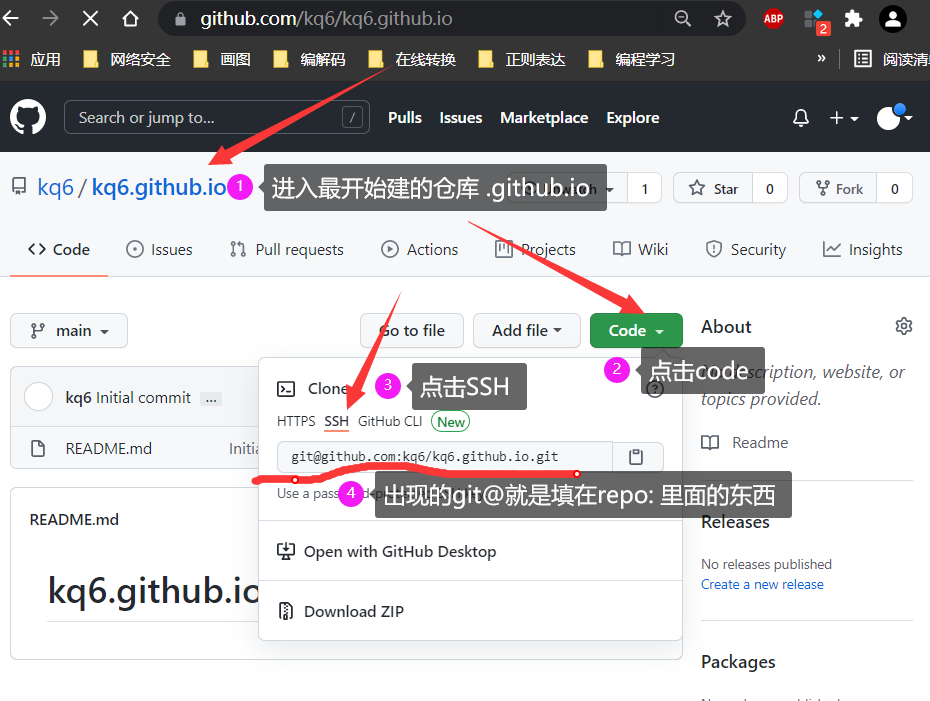 github.com/kq6/kq6.github.io
ABP
2
应用 网络安全 画图 编解码 在线转换 正则表达 编程学习 » 阅读清
Search or jump to... /
Pulls Issues Marketplace Explore
kq6 / kq6.github.io
1 进入最开始建的仓库 .github.io
1 Star 0 Fork 0
Code Issues Pull requests Actions Projects Wiki Security Insights
main
Go to file Add file Code
About
2 点击code
description, website, or
topics provided.
kq6 Initial commit ...
Clone
3 点击SSH
HTTPS SSH GitHub CLI New
README.md Initia
git@github.com:kq6/kq6.github.io.git
Readme
4 出现的git@就是填在repo: 里面的东西
Use a pass
README.md
Releases
Open with GitHub Desktop
No releases published
Create a new release
kq6.github.io
Download ZIP
Packages